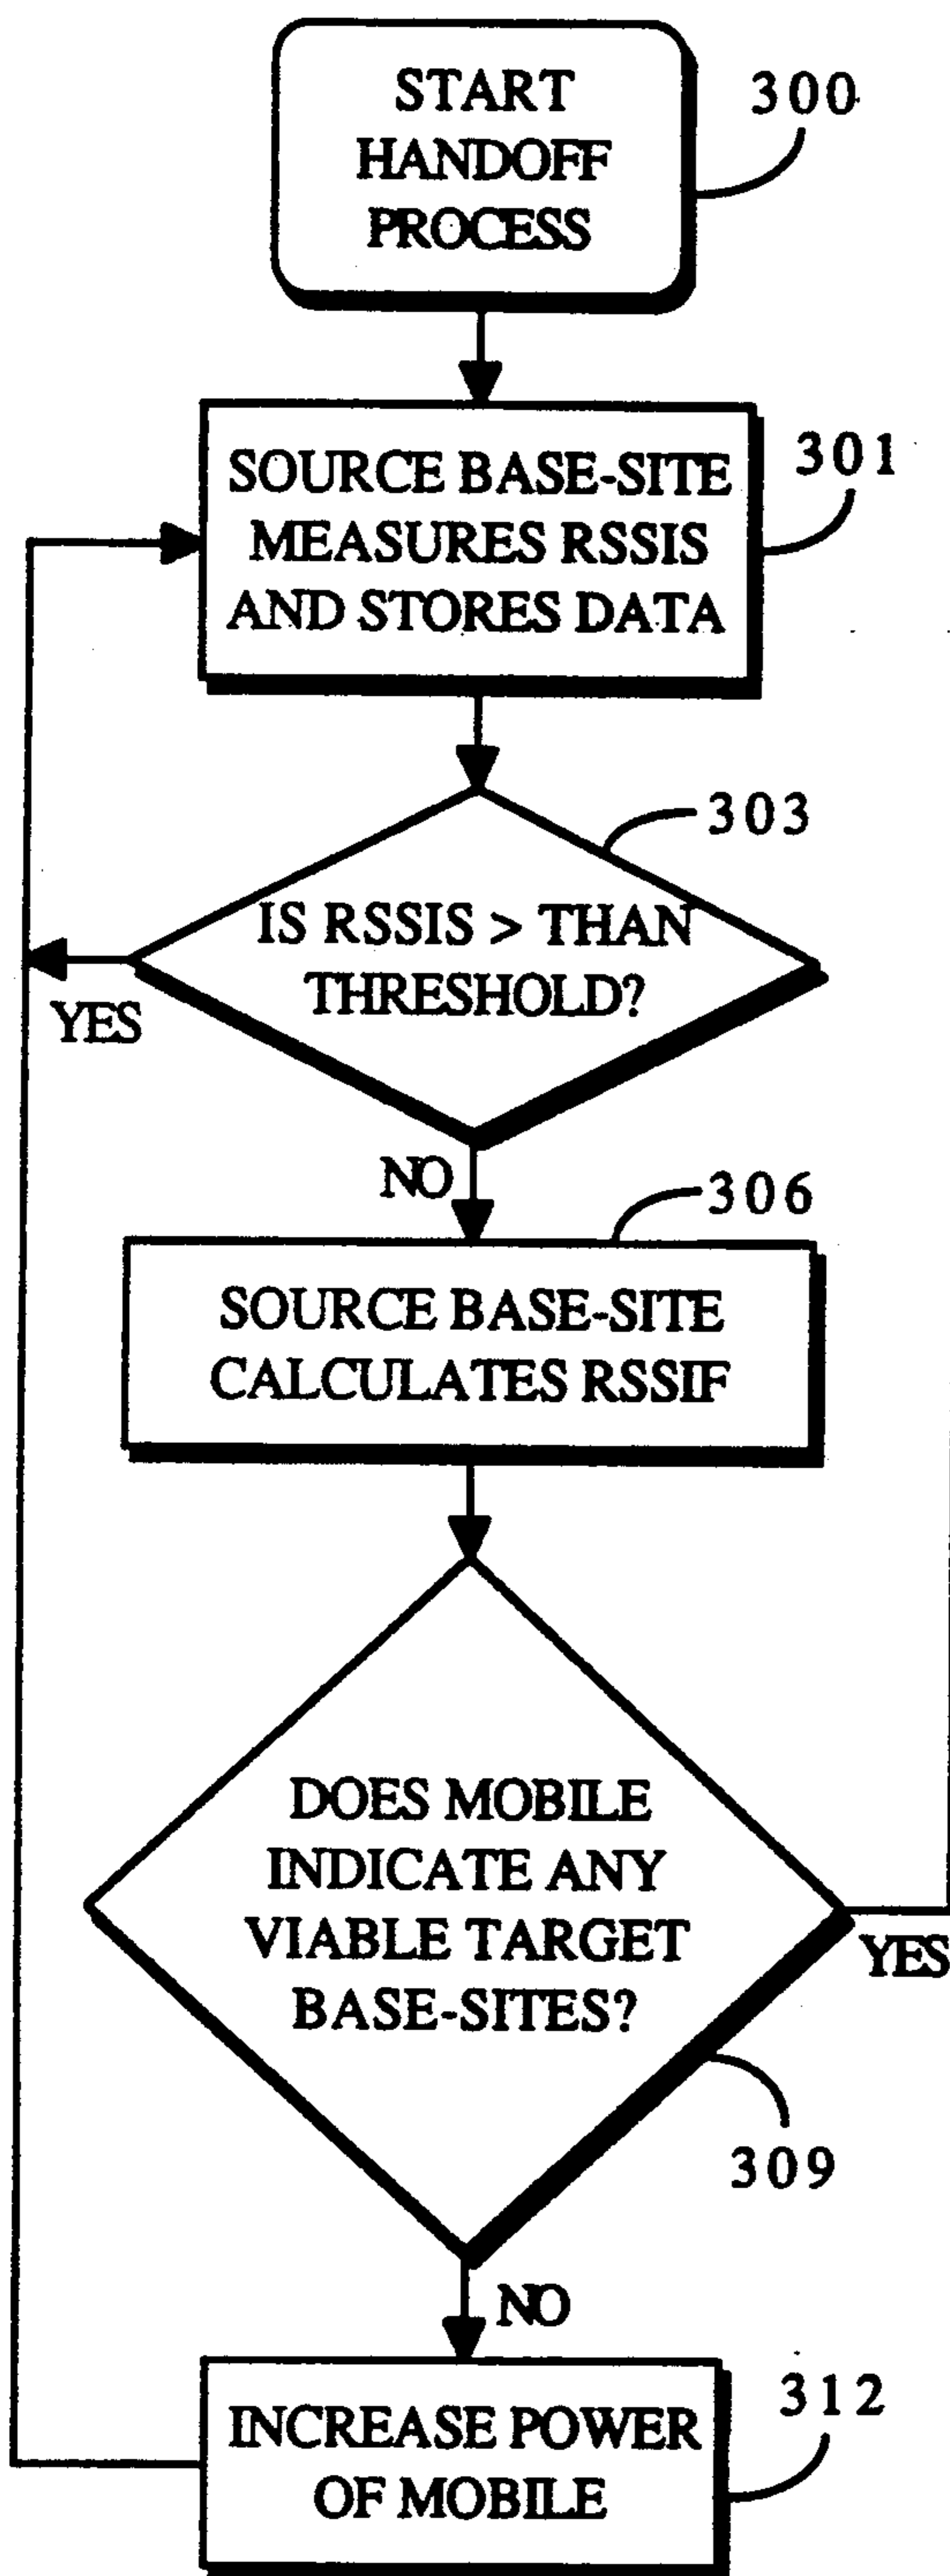 START
HANDOFF
PROCESS
300
SOURCE BASE-SITE
MEASURES RSSIS
AND STORES DATA
301
303
IS RSSIS > THAN
THRESHOLD?
YES
NO
306
SOURCE BASE-SITE
CALCULATES RSSIF
DOES MOBILE
INDICATE ANY
VIABLE TARGET
BASE-SITES?
YES
309
NO
INCREASE POWER
OF MOBILE
312